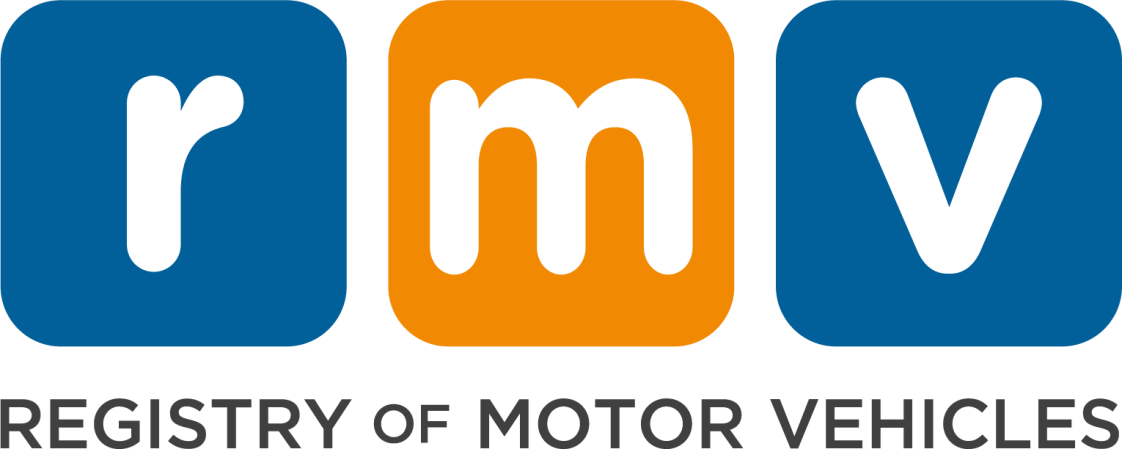 rmv
REGISTRY OF MOTOR VEHICLES